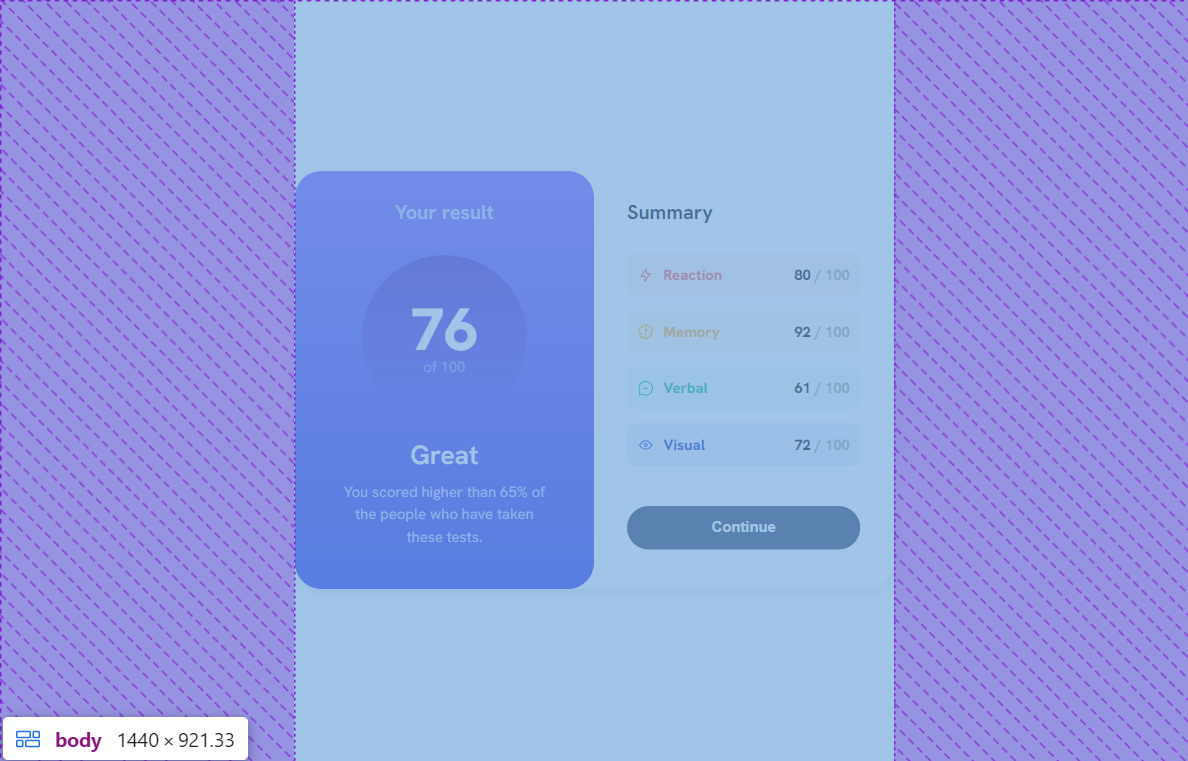 Your result
76
of 100
Great
You scored higher than 65% of
the people who have taken
these tests.
Summary
Reaction 80 / 100
Memory 92 / 100
Verbal 61 / 100
Visual 72 / 100
Continue
body 1440 × 921.33